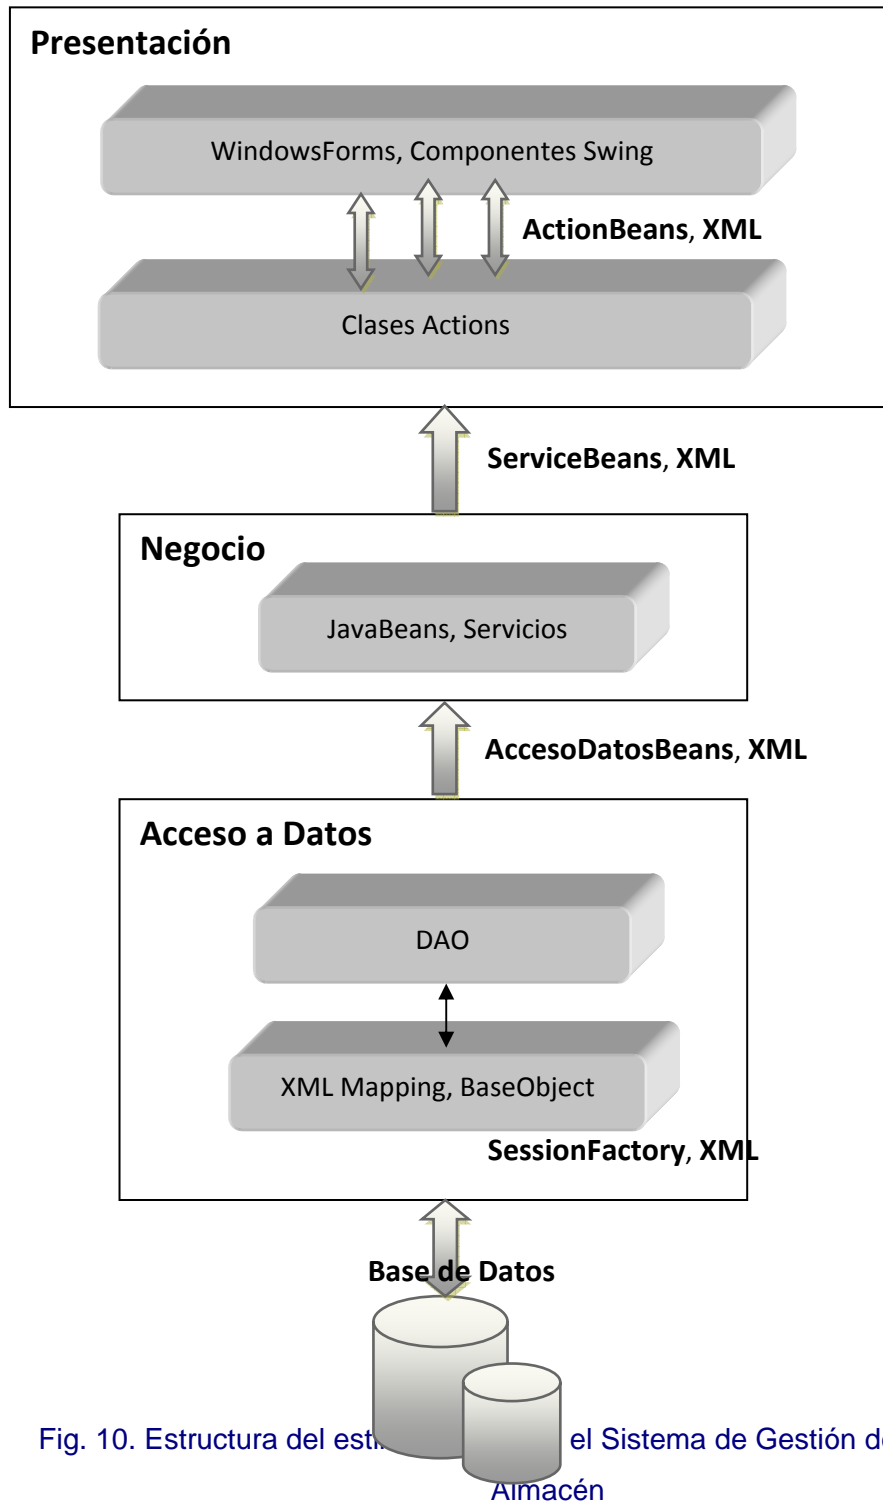 Presentación
WindowsForms, Componentes Swing
ActionBeans, XML
Clases Actions
ServiceBeans, XML
Negocio
JavaBeans, Servicios
AccesoDatosBeans, XML
Acceso a Datos
DAO
XML Mapping, BaseObject
SessionFactory, XML
Base de Datos
Fig. 10. Estructura del el Sistema de Gestión
Almacén